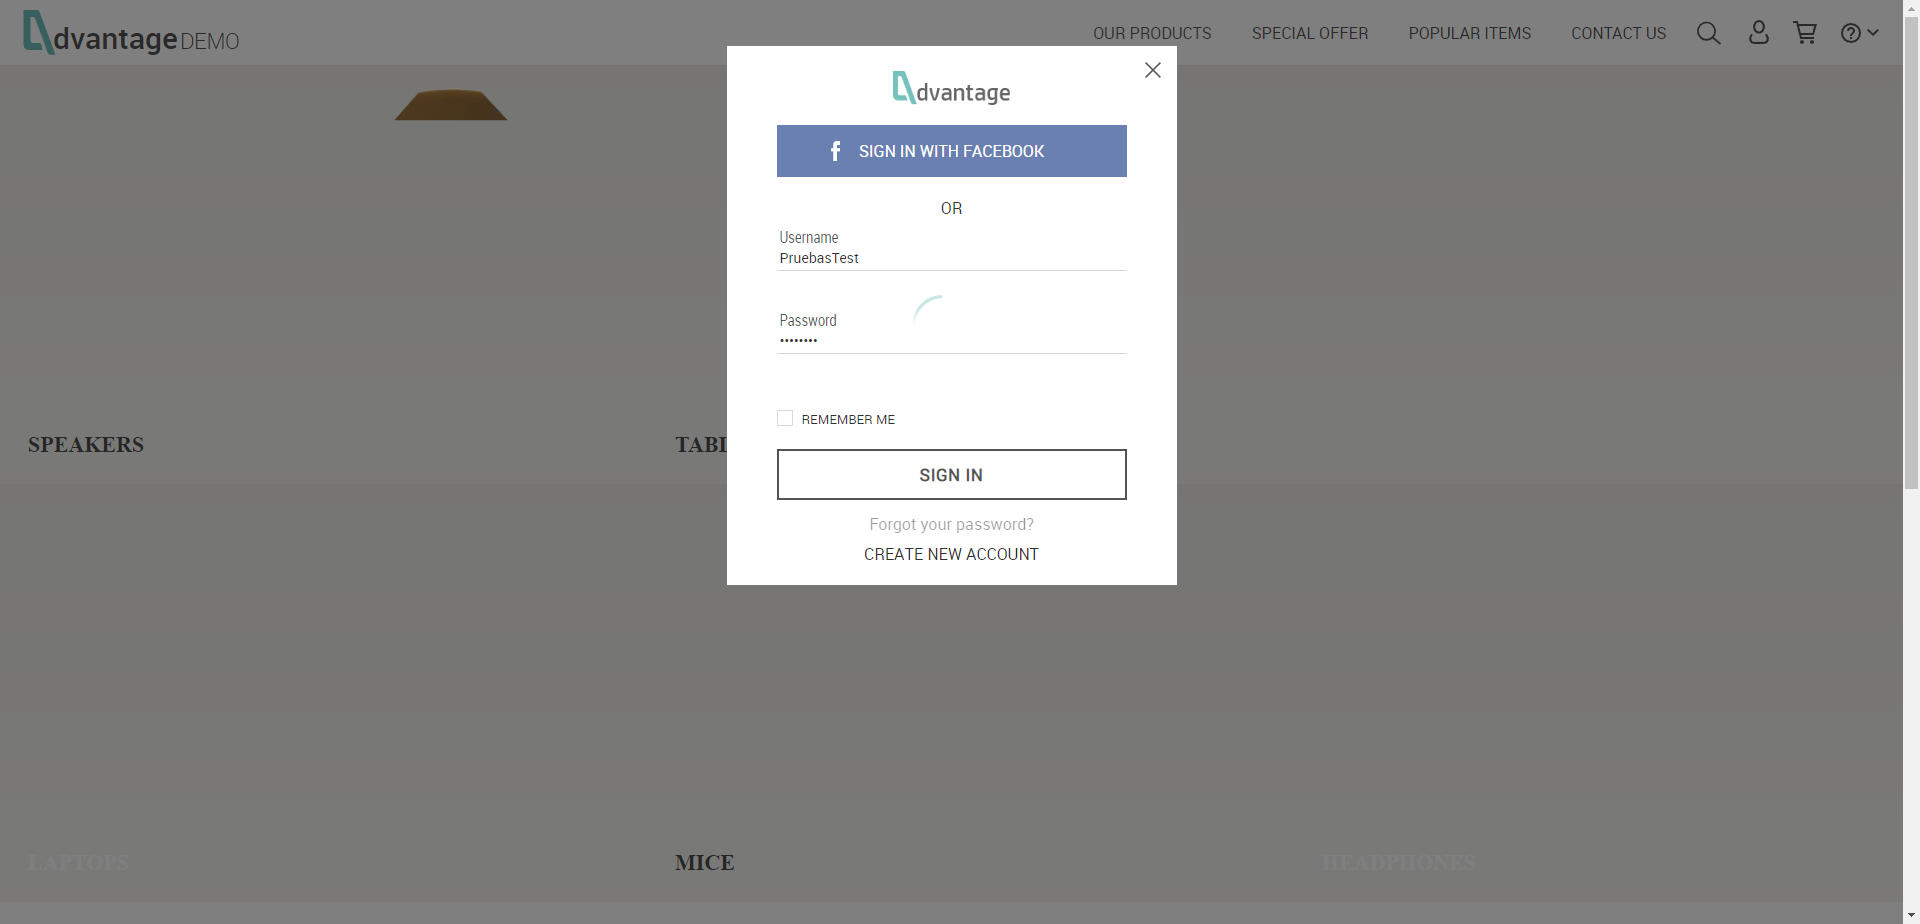 dvantage DEMO
OUR PRODUCTS
SPECIAL OFFER
POPULAR ITEMS
CONTACT US
dvantage
SIGN IN WITH FACEBOOK
OR
Username
PruebasTest
Password
••••••••
REMEMBER ME
SIGN IN
Forgot your password?
CREATE NEW ACCOUNT
SPEAKERS
TABL
LAPTOPS
MICE
HEADPHONES